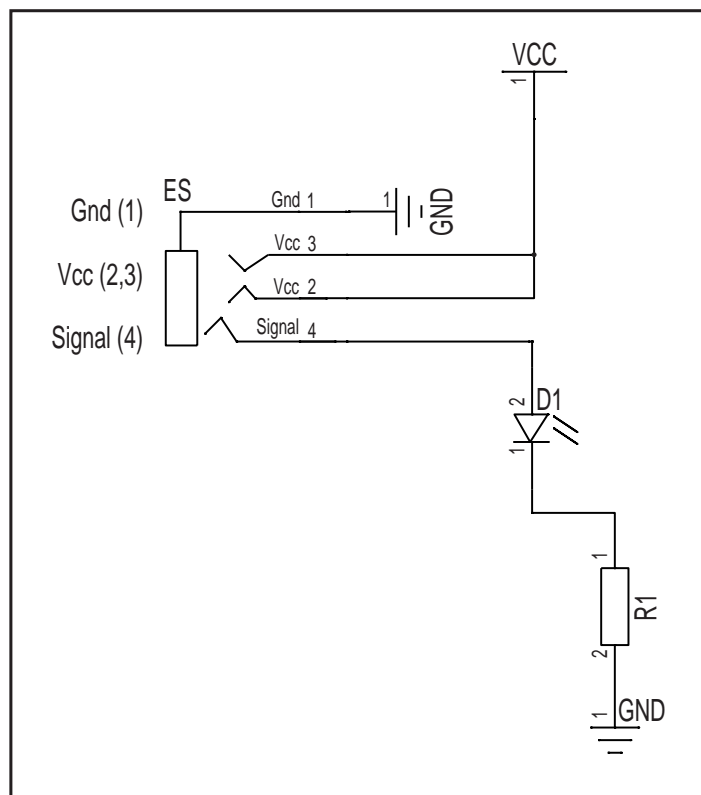 VCC
1
ES
Gnd (1)
Gnd 1
1
GND
Vcc 3
Vcc (2,3)
Vcc 2
Signal (4)
Signal 4
2
D1
1
1
R1
2
1
GND